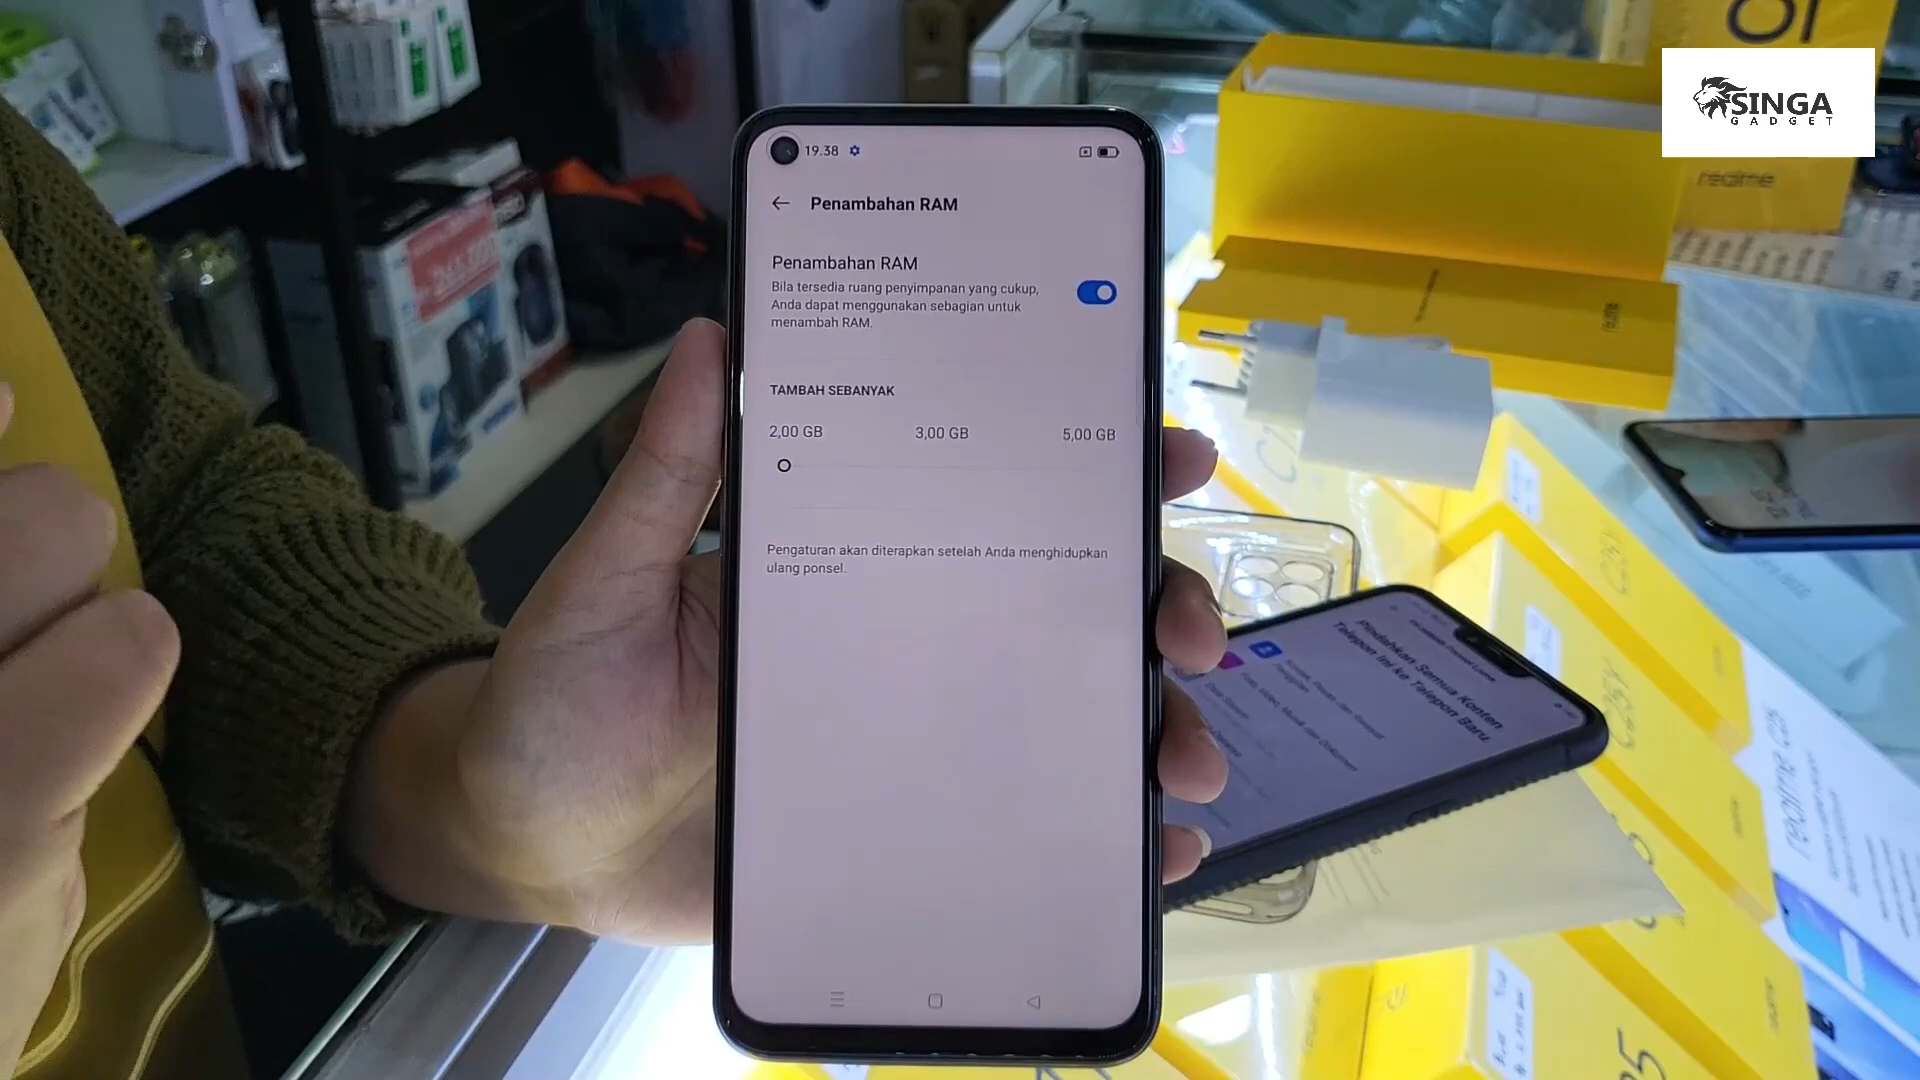 SINGA
GADGET
realme
19.38
Penambahan RAM
Penambahan RAM
Bila tersedia ruang penyimpanan yang cukup,
Anda dapat menggunakan sebagian untuk
menambah RAM.
TAMBAH SEBANYAK
2,00 GB
3,00 GB
5,00 GB
Pengaturan akan diterapkan setelah Anda menghidupkan
ulang ponsel.
Pindahkan Semua Konten
Telepon Ini ke Telepon Baru
C25Y
realme